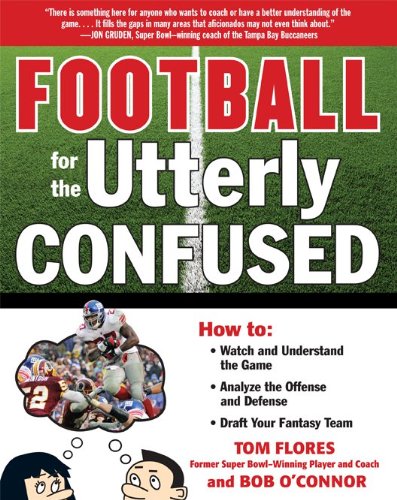 "There is something here for anyone who wants to coach or have a better understanding of the
game. . . . It fills the gaps in many areas that aficionados may not even think about."
—JON GRUDEN, Super Bowl–winning coach of the Tampa Bay Buccaneers
FOOTBALL
for the
Utterly
CONFUSED
How to:
• Watch and Understand
the Game
• Analyze the Offense
and Defense
• Draft Your Fantasy Team
TOM FLORES
Former Super Bowl–Winning Player and Coach
and BOB O'CONNOR
52